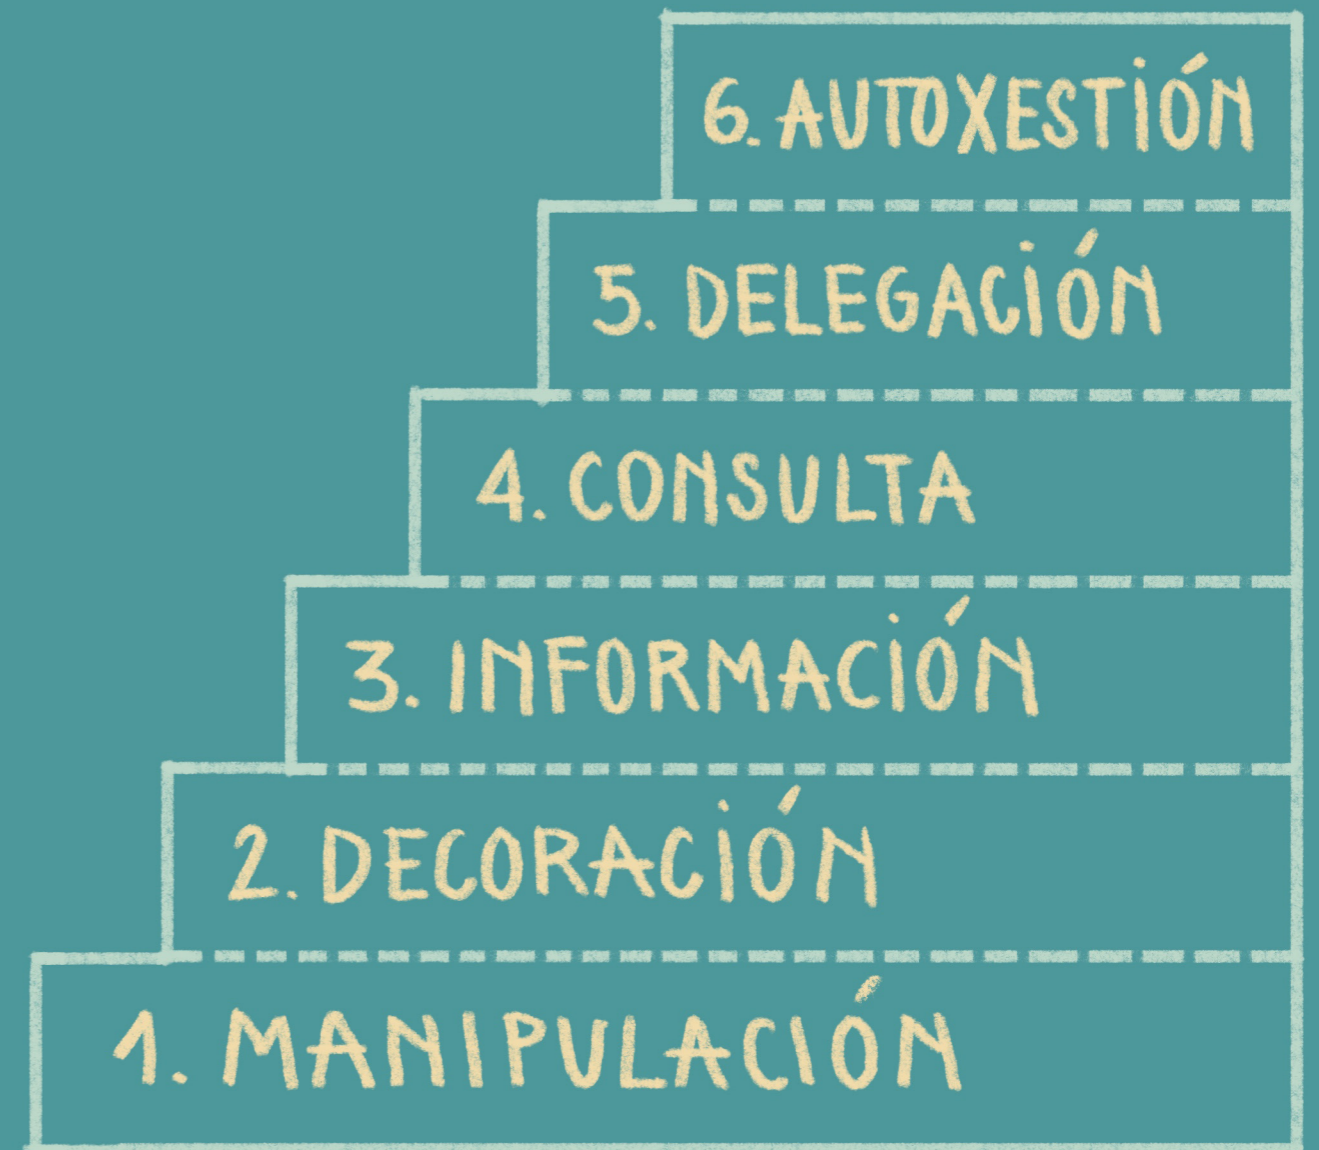 6. AUTOXESTIÓN
5. DELEGACIÓN
4. CONSULTA
3. INFORMACIÓN
2. DECORACIÓN
1. MANIPULACIÓN